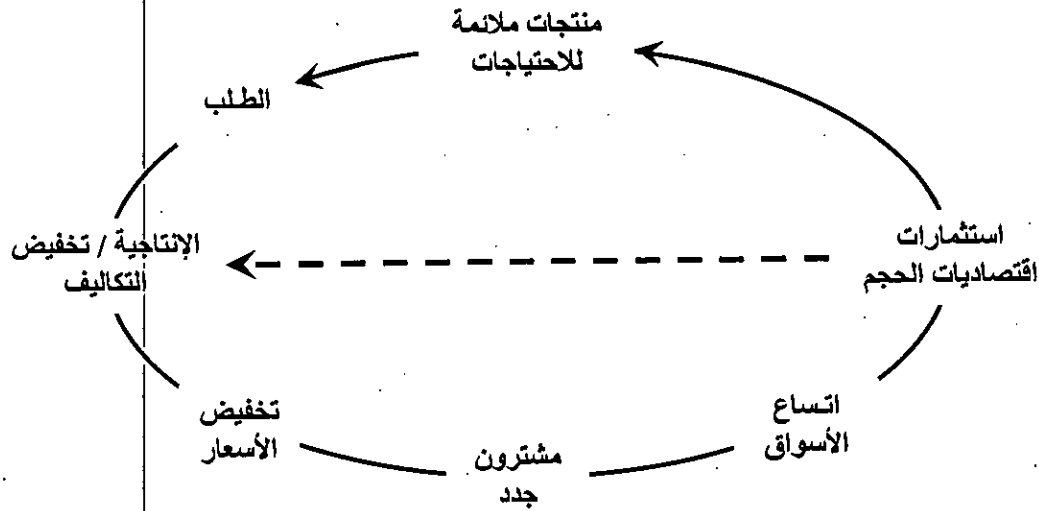 منتجات ملائمة
للاحتياجات
الطلب
الإنتاجية / تخفيض
التكاليف
استثمارات
اقتصاديات الحجم
تخفيض
الأسعار
مشترون
جدد
اتساع
الأسواق